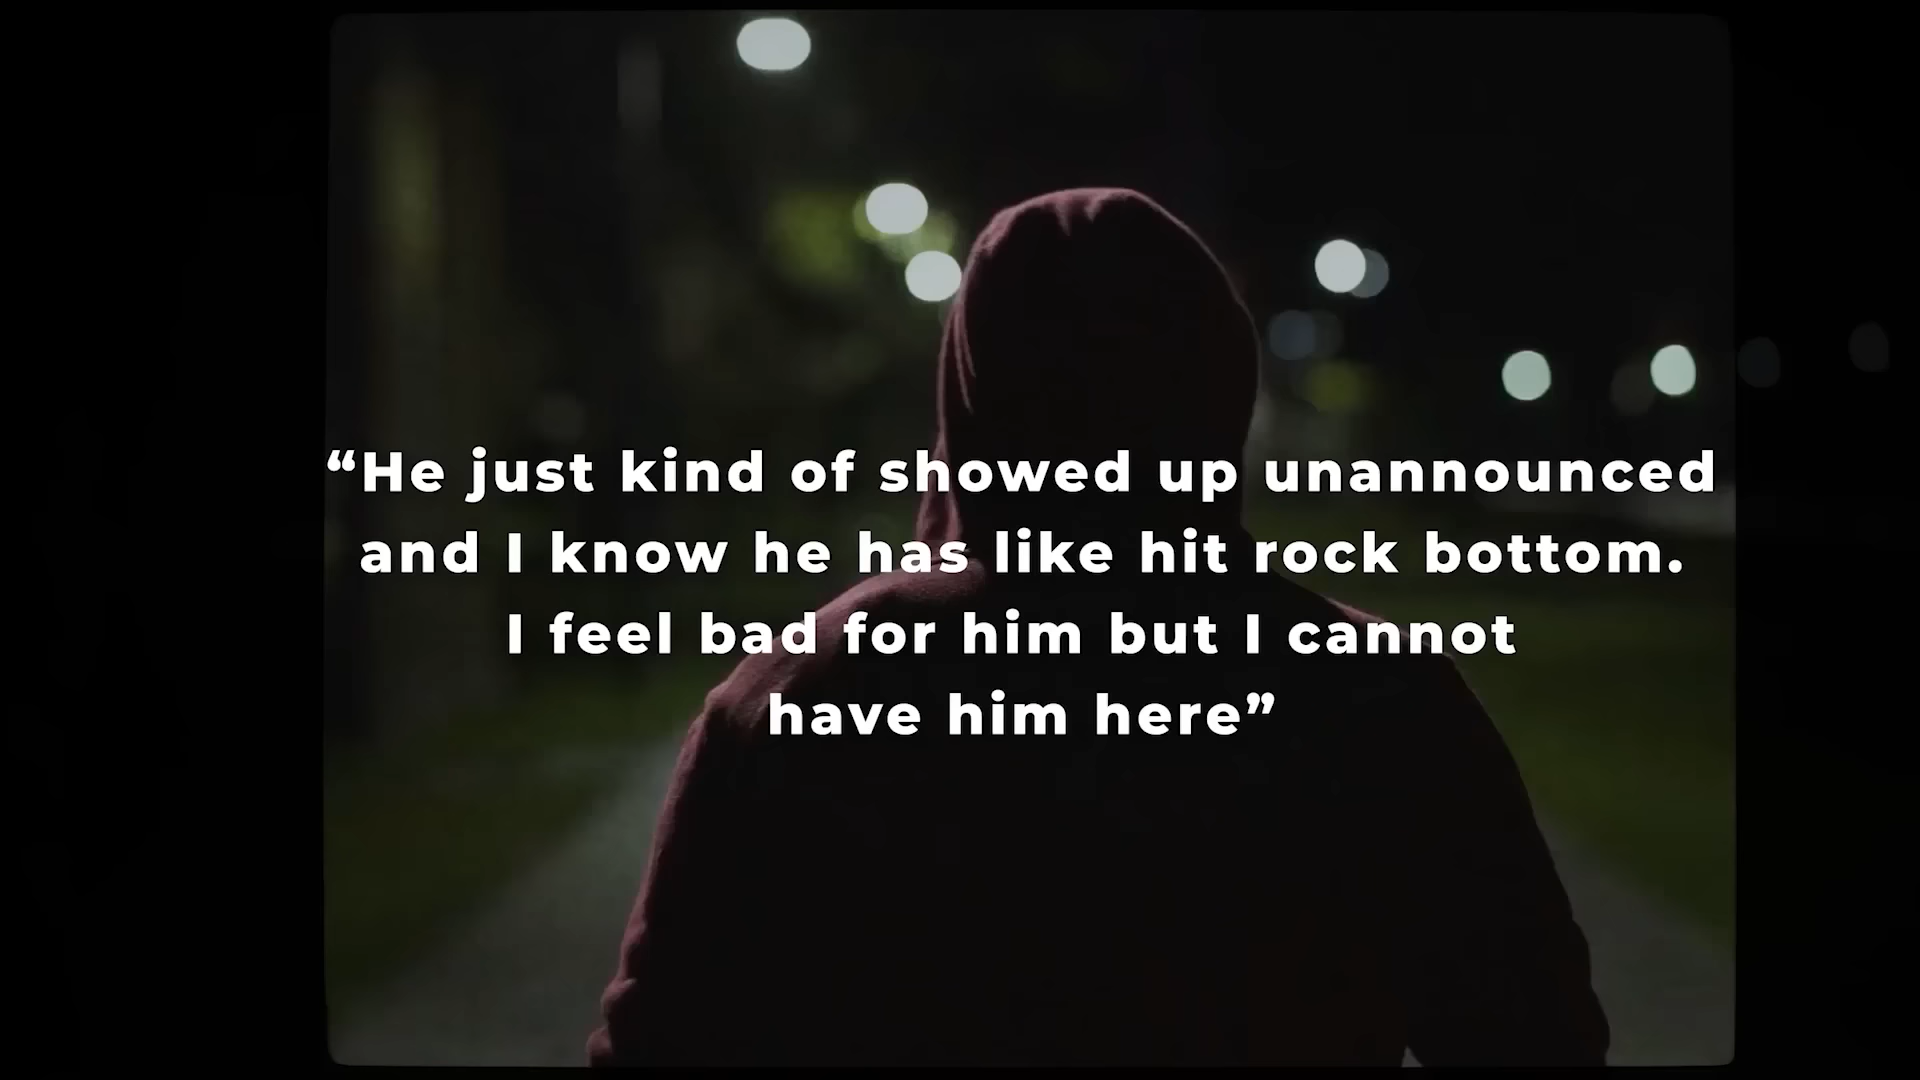 “He just kind of showed up unannounced
and I know he has like hit rock bottom.
I feel bad for him but I cannot
have him here”